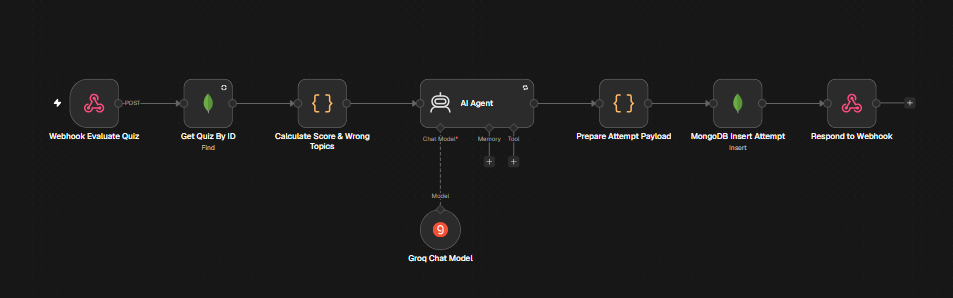 POST
Webhook Evaluate Quiz
Get Quiz By ID
Find
Calculate Score & Wrong
Topics
AI Agent
Chat Model*
Memory
Tool
Model
Groq Chat Model
Prepare Attempt Payload
MongoDB Insert Attempt
Insert
Respond to Webhook